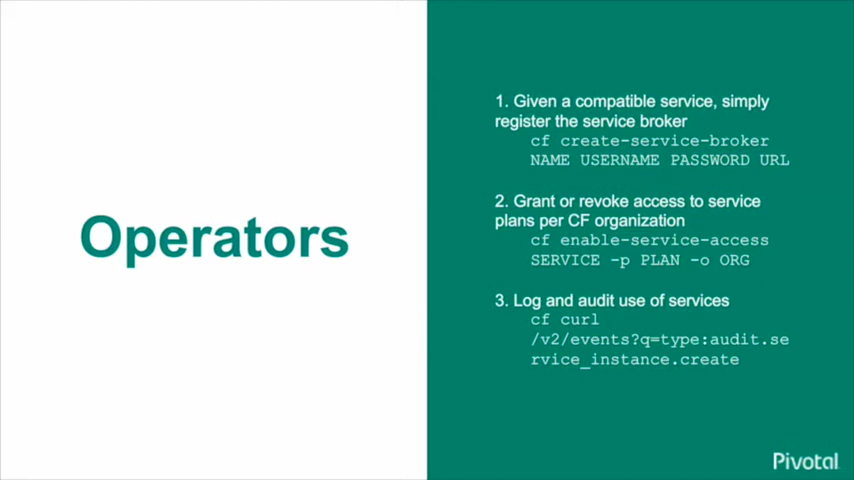 Operators
1. Given a compatible service, simply
register the service broker
cf create-service-broker
NAME USERNAME PASSWORD URL
2. Grant or revoke access to service
plans per CF organization
cf enable-service-access
SERVICE -p PLAN -o ORG
3. Log and audit use of services
cf curl
/v2/events?q=type:audit.se
rvice_instance.create
Pivotal